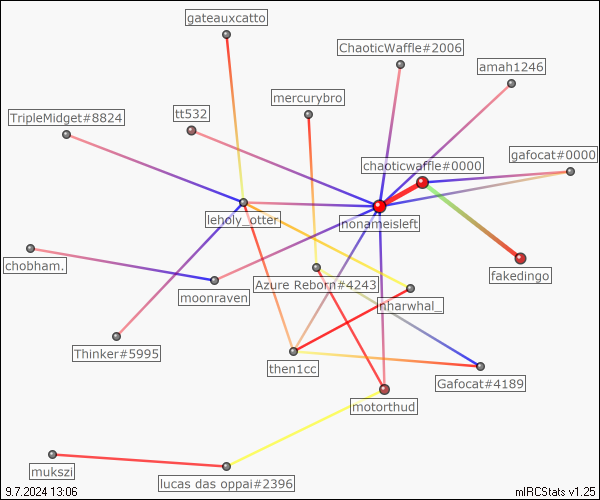 gateauxcatto
ChaoticWaffle#2006
amah1246
mercurybro
TripleMidget#8824
tt532
gafocat#0000
chaoticwaffle#0000
leholy_otter
nonameisleft
chobham.
fakedingo
moonraven
Azure Reborn#4243
nharwhal_
Thinker#5995
then1cc
Gafocat#4189
motorthud
mukszi
lucas das oppai#2396
9.7.2024 13:06
mIRCStats v1.25